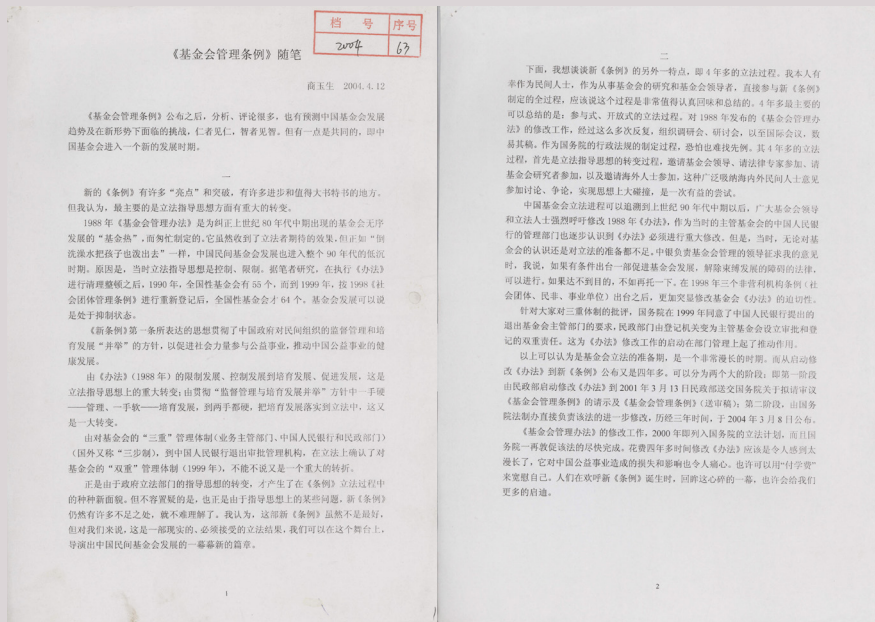 档 号
序号
2004
63
《基金会管理条例》随笔
商玉生 2004.4.12
《基金会管理条例》公布之后，分析、评论很多，也有预测中国基金会发展
趋势及在新形势下面临的挑战，仁者见仁，智者见智。但有一点是共同的，即中
国基金会进入一个新的发展时期。
一
新的《条例》有许多“亮点”和突破，有许多进步和值得大书特书的地方。
但我认为，最主要的是立法指导思想方面有重大的转变。
1988年《基金会管理办法》是为纠正上世纪80年代中期出现的基金会无序
发展的“基金热”，而匆忙制定的。它虽然收到了立法者期待的效果，但正如“倒
洗澡水把孩子也泼出去”一样，中国民间基金会发展也进入整个90年代的低沉
时期。原因是，当时立法指导思想是控制、限制。据笔者研究，在执行《办法》
进行清理整顿之后，1990年，全国性基金会有55个，而到1999年，按1998《社
会团体管理条例》进行重新登记后，全国性基金会才64个。基金会发展可以说
是处于抑制状态。
《新条例》第一条所表达的思想贯彻了中国政府对民间组织的监督管理和培
育发展“并举”的方针，以促进社会力量参与公益事业，推动中国公益事业的健
康发展。
由《办法》（1988年）的限制发展、控制发展到培育发展、促进发展，这是
立法指导思想上的重大转变；由贯彻“监督管理与培育发展并举”方针中一手硬
——管理、一手软——培育发展，到两手都硬，把培育发展落实到立法中，这又
是一大转变。
由对基金会的“三重”管理体制（业务主管部门、中国人民银行和民政部门）
（国外又称“三步制），到中国人民银行退出审批管理机构，在立法上确认了对
基金会的“双重”管理体制（1999年），不能不说又是一个重大的转折。
正是由于政府立法部门的指导思想的转变，才产生了在《条例》立法过程中
的种种新面貌。但不容置疑的是，也正是由于指导思想上的某些问题，新《条例》
仍然有许多不足之处，就不难理解了。我认为，这部新《条例》虽然不是最好，
但对我们来说，这是一部现实的、必须接受的立法结果，我们可以在这个舞台上，
导演出中国民间基金会发展的一幕幕新的篇章。
1
二
下面，我想谈谈新《条例》的另外一特点，即4年多的立法过程。我本人有
幸作为民间人士，作为从事基金会的研究和基金会领导者，直接参与新《条例》
制定的全过程，应该说这个过程是非常值得认真回味和总结的。4年多最主要的
可以总结的是：参与式、开放式的立法过程。对1988年发布的《基金会管理办
法》的修改工作，经过这么多次反复，组织调研会、研讨会，以至国际会议，数
易其稿。作为国务院的行政法规的制定过程，恐怕也难找先例。其4年多的立法
过程，首先是立法指导思想的转变过程，邀请基金会领导、请法律专家参加、请
基金会研究者参加，以及邀请海外人士参加，这种广泛吸纳海内外民间人士意见
参加讨论、争论，实现思想上大碰撞，是一次有益的尝试。
中国基金会立法进程可以追溯到上世纪90年代中期以后，广大基金会领导
和立法人士强烈呼吁修改1988年《办法》，作为当时的主管基金会的中国人民银
行的管理部门也逐步认识到《办法》必须进行重大修改。但是，当时，无论对基
金会的认识还是对立法的准备都不足。中银负责基金会管理的领导征求我的意见
时，我说，如果有条件出台一部促进基金会发展，解除束缚发展的障碍的法律，
可以进行。如果达不到目的，不如再托一下。在1998年三个非营利机构条例（社
会团体、民非、事业单位）出台之后，更加突显修改基金会《办法》的迫切性。
针对大家对三重体制的批评，国务院在1999年同意了中国人民银行提出的
退出基金会主管部门的要求，民政部门由登记机关变为主管基金会设立审批和登
记的双重责任。这为《办法》修改工作的启动在部门管理上起了推动作用。
以上可以认为是基金会立法的准备期，是一个非常漫长的时期。而从启动修
改《办法》到新《条例》公布又是四年多。可以分为两个大的阶段：即第一阶段
由民政部启动修改《办法》到2001年3月13日民政部送交国务院关于拟请审议
《基金会管理条例》的请示及《基金会管理条例》（送审稿）；第二阶段，由国务
院法制办直接负责该法的进一步修改，历经三年时间，于2004年3月8日公布。
《基金会管理办法》的修改工作，2000年即列入国务院的立法计划，而且国
务院一再敦促该法的尽快完成。花费四年多时间修改《办法》应该是令人感到太
漫长了，它对中国公益事业造成的损失和影响也令人痛心。也许可以用“付学费”
来宽慰自己。人们在欢呼新《条例》诞生时，回眸这心碎的一幕，也许会给我们
更多的启迪。
2